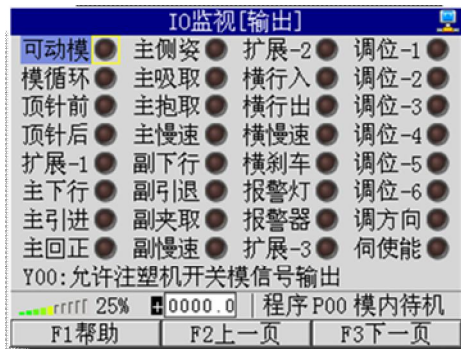 IO监视[输出]
可动模 主侧姿 扩展-2 调位-1
模循环 主吸取 横行入 调位-2
顶针前 主抱取 横行出 调位-3
顶针后 主慢速 横慢速 调位-4
扩展-1 副下行 横刹车 调位-5
主下行 副引退 报警灯 调位-6
主引进 副夹取 报警器 调方向
主回正 副慢速 扩展-3 伺使能
Y00:允许注塑机开关模信号输出
25% 0000.0 程序P00 模内待机
F1帮助 F2上一页 F3下一页